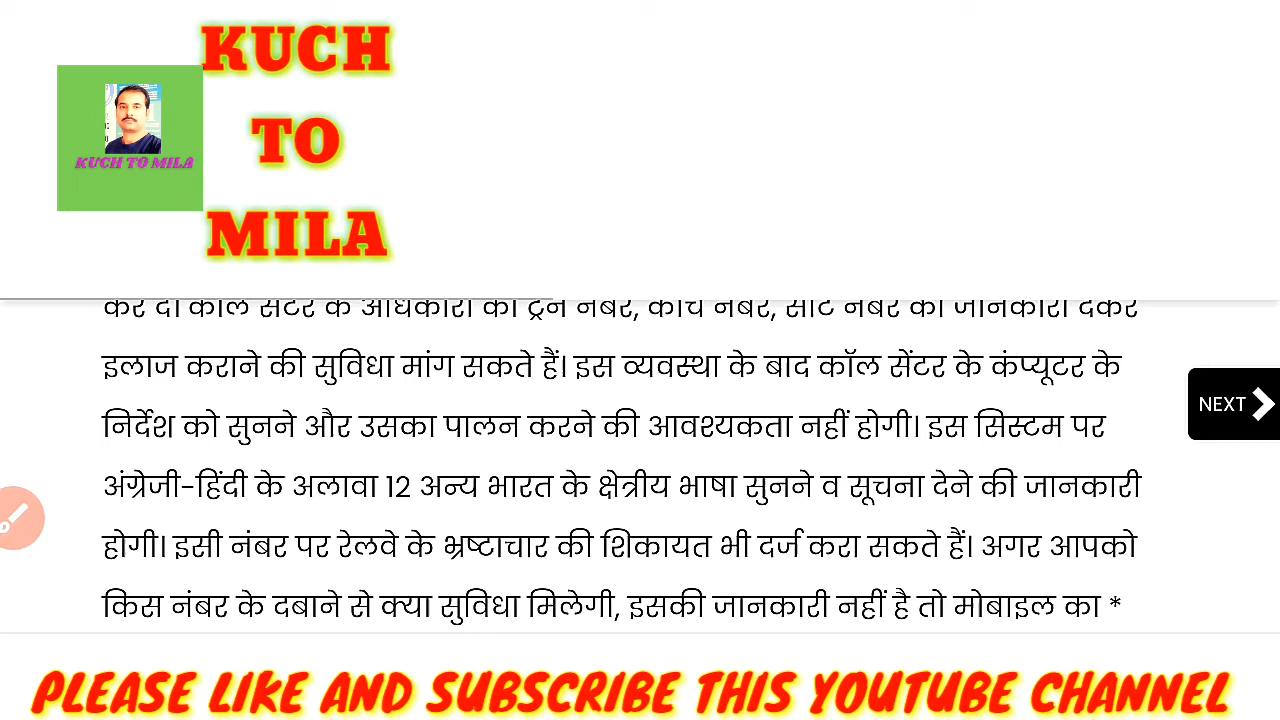 KUCH
TO
MILA
KUCH TO MILA
इलाज कराने की सुविधा मांग सकते हैं। इस व्यवस्था के बाद कॉल सेंटर के कंप्यूटर के
निर्देश को सुनने और उसका पालन करने की आवश्यकता नहीं होगी। इस सिस्टम पर
NEXT
अंग्रेजी-हिंदी के अलावा 12 अन्य भारत के क्षेत्रीय भाषा सुनने व सूचना देने की जानकारी
होगी। इसी नंबर पर रेलवे के भ्रष्टाचार की शिकायत भी दर्ज करा सकते हैं। अगर आपको
किस नंबर के दबाने से क्या सुविधा मिलेगी, इसकी जानकारी नहीं है तो मोबाइल का *
PLEASE LIKE AND SUBSCRIBE THIS YOUTUBE CHANNEL